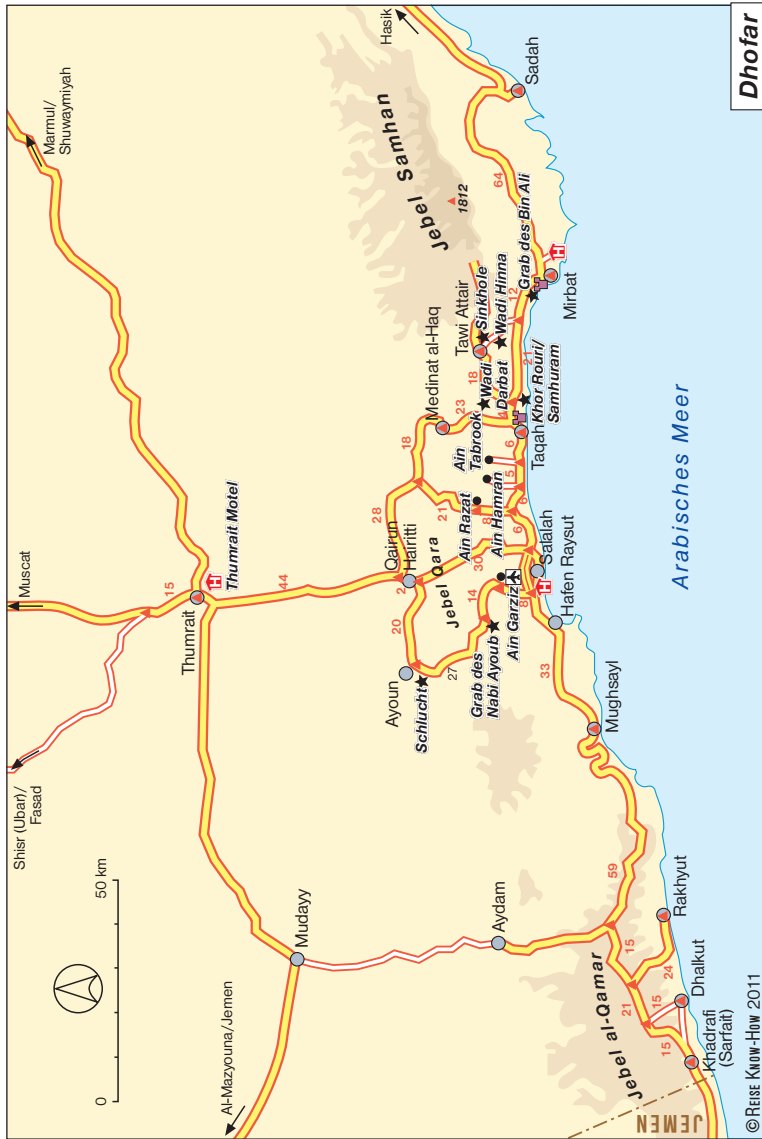 Dhofar
Hasik
Sadah
Marmul/
Shuwaymiyah
Jebel Samhan
1812
64
Grab des Bin Ali
Mirbat
12
Wadi Hinna
Sinkhole
Tawi Attair
21
18
Wadi
Darbat
Khor Rouri/
Samhuram
4
Medinat al-Haq
23
Taqah
6
Ain
Tabrook
5
18
Ain Hamran
6
Ain Razat
21
8
6
28
Arabisches Meer
Muscat
15
Thumrait Motel
Thumrait
44
Qairun
Hairitti
2
Jebel Qara
30
Salalah
Hafen Raysut
8
Ain Garziz
14
20
Grab des
Nabi Ayoub
27
Ayoun
Schlucht
33
Mughsayl
Shisr (Ubar)/
Fasad
50 km
0
Mudayy
Aydam
59
Rakhyut
15
24
Dhalkut
21
15
15
Khadrafi
(Sarfait)
Jebel al-Qamar
Al-Mazyouna/Jemen
JEMEN
© REISE KNOW-HOW 2011